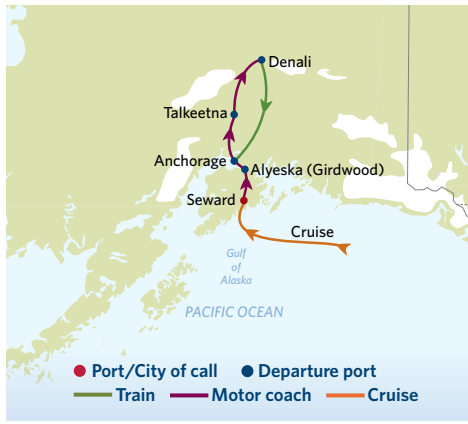 Denali
Talkeetna
Anchorage
Alyeska (Girdwood)
Seward
Cruise
Gulf
of
Alaska
PACIFIC OCEAN
Port/City of call
Departure port
Train
Motor coach
Cruise